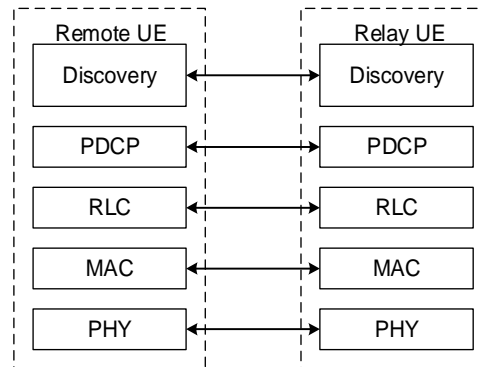 Remote UE
Relay UE
Discovery
Discovery
PDCP
PDCP
RLC
RLC
MAC
MAC
PHY
PHY